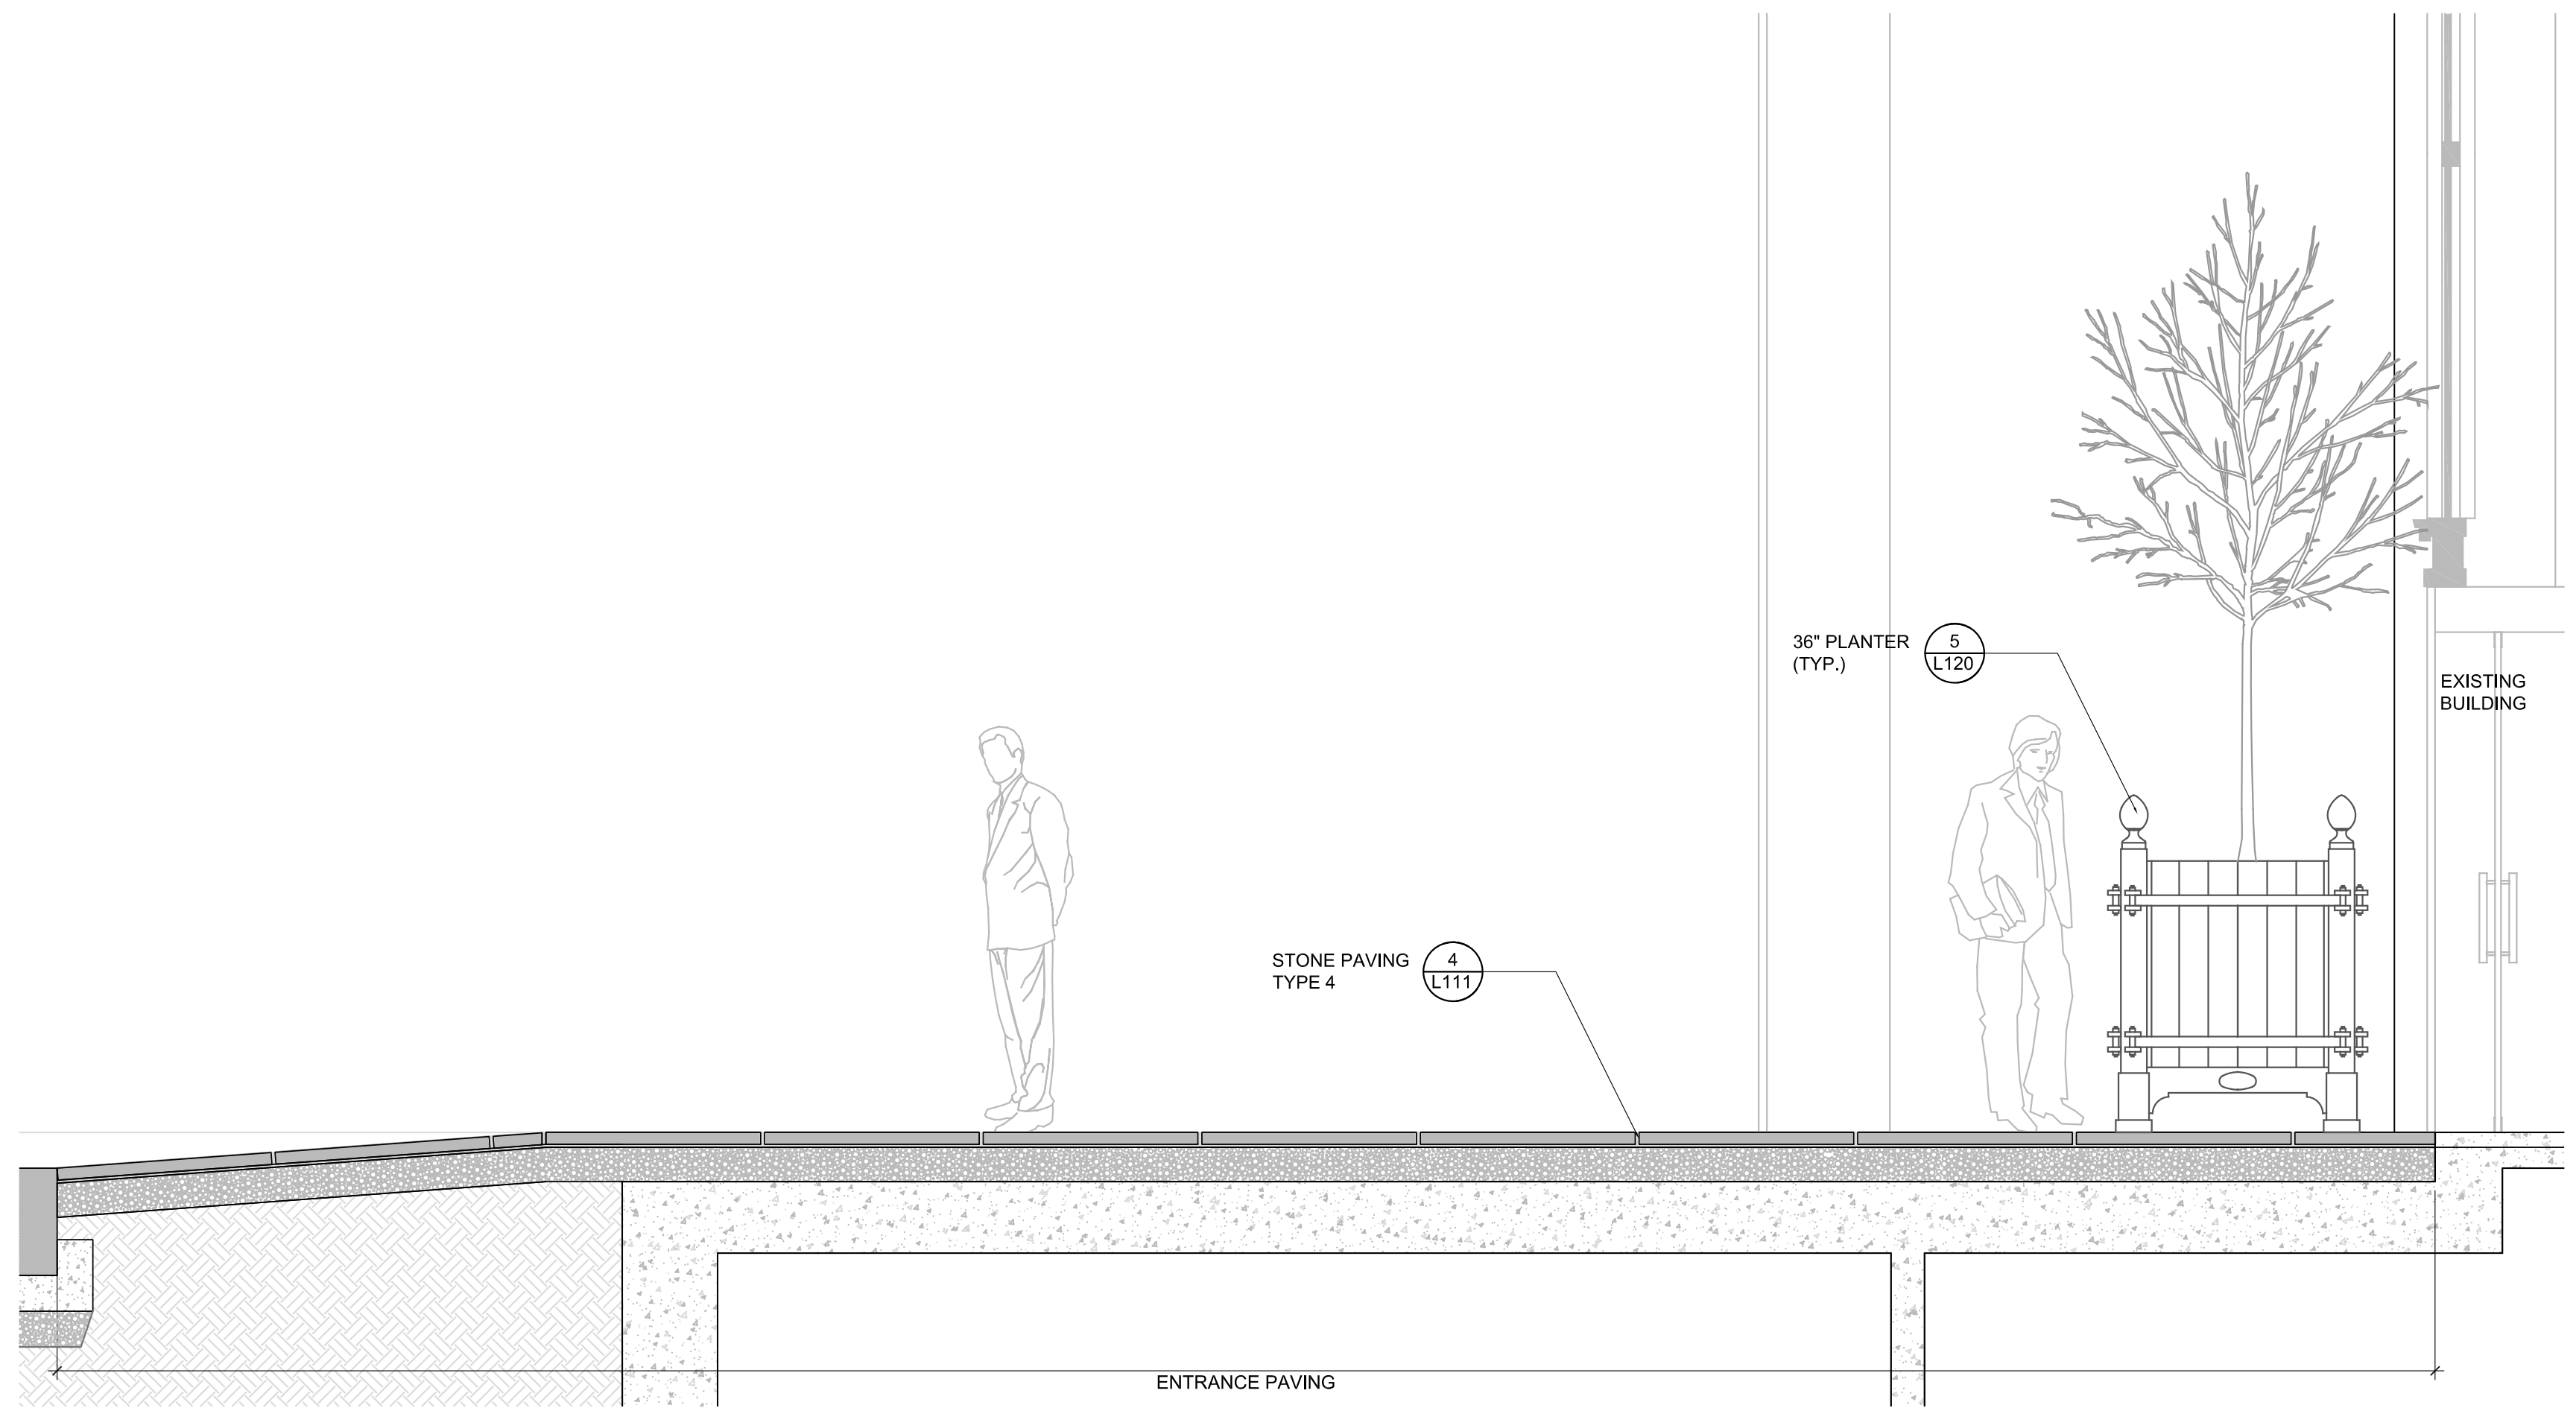 36" PLANTER
(TYP.)
5
L120
EXISTING
BUILDING
STONE PAVING
TYPE 4
4
L111
ENTRANCE PAVING